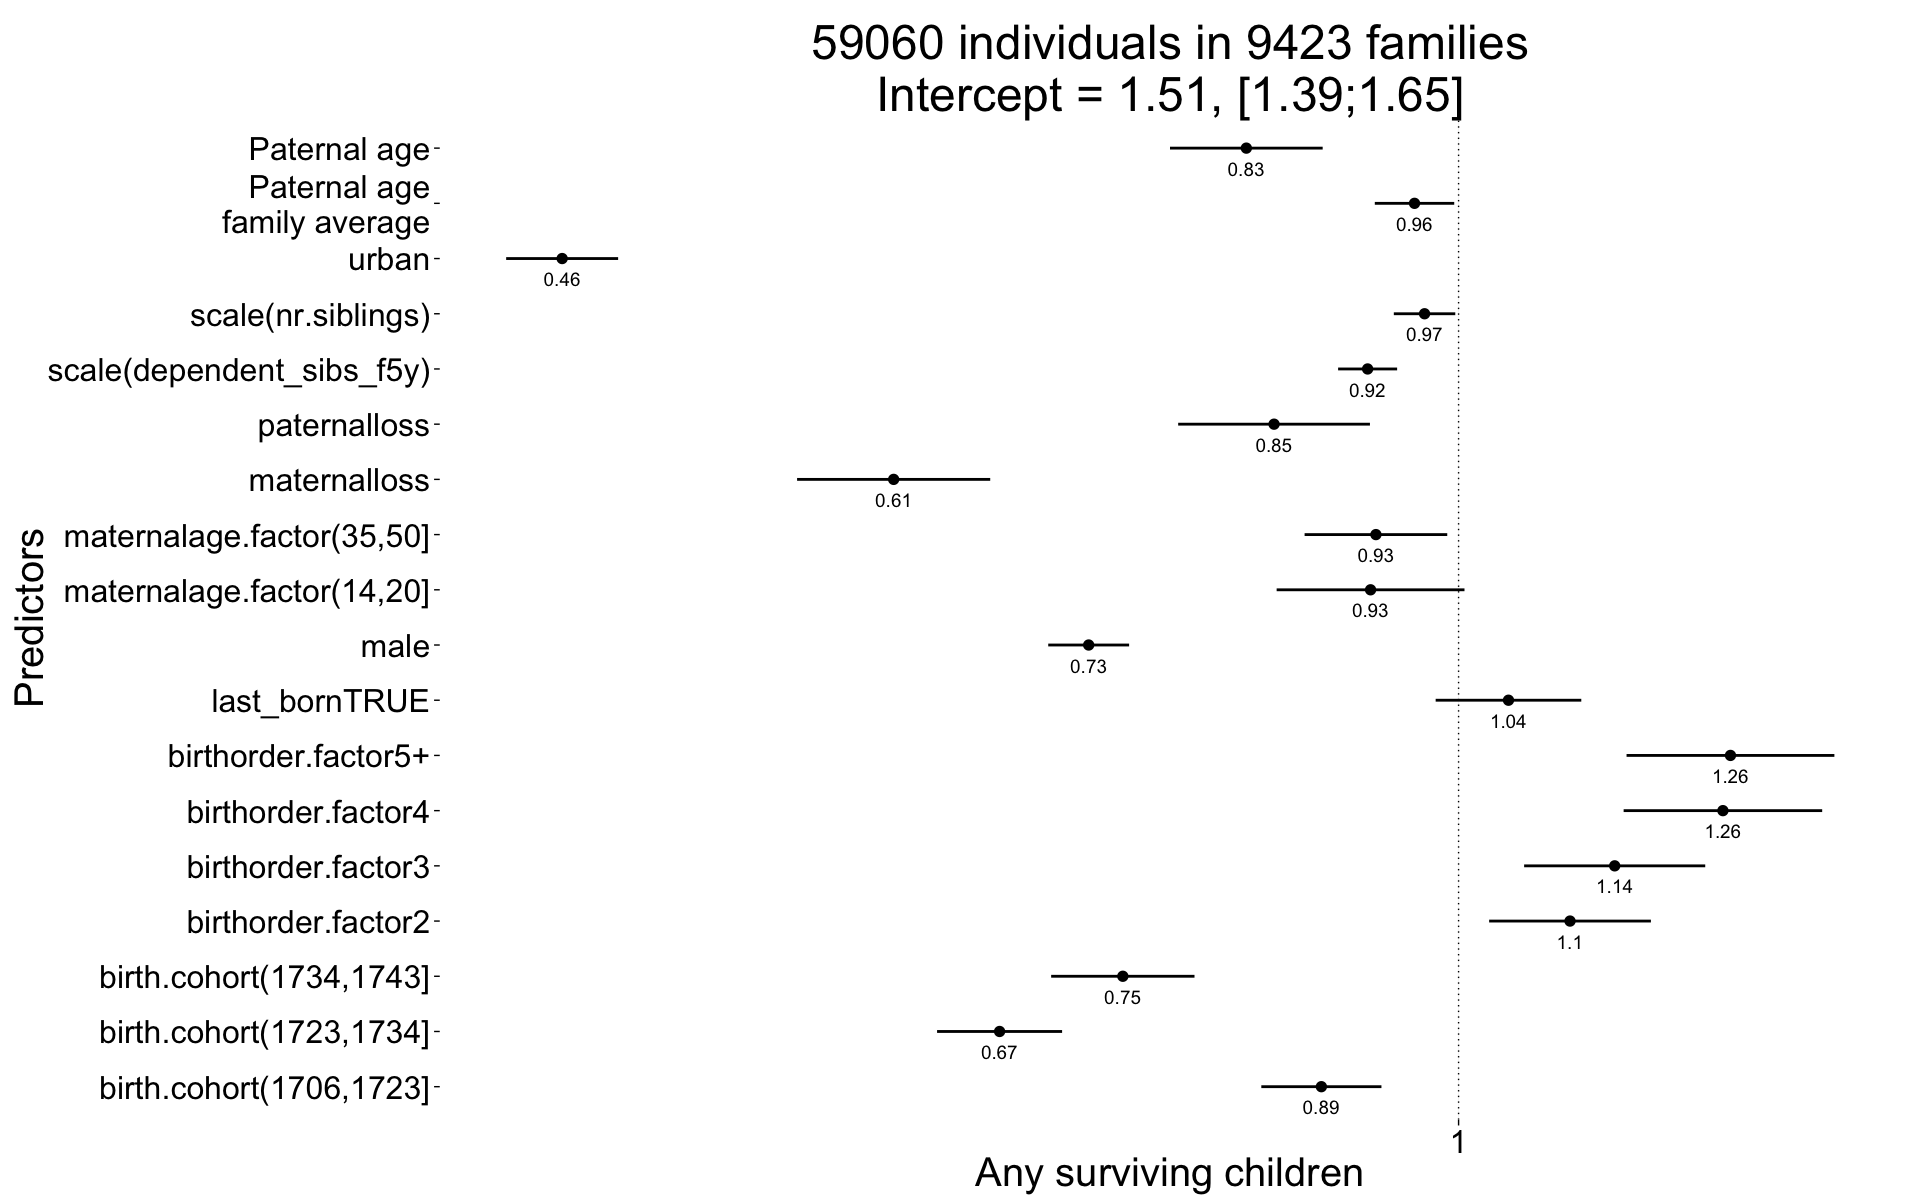 59060 individuals in 9423 families
Intercept = 1.51, [1.39;1.65]
Paternal age
0.83
Paternal age
family average
0.96
urban
0.46
scale(nr.siblings)
0.97
scale(dependent_sibs_f5y)
0.92
paternalloss
0.85
maternalloss
0.61
maternalage.factor(35,50]
0.93
maternalage.factor(14,20]
0.93
male
0.73
last_bornTRUE
1.04
birthorder.factor5+
1.26
birthorder.factor4
1.26
birthorder.factor3
1.14
birthorder.factor2
1.1
birth.cohort(1734,1743]
0.75
birth.cohort(1723,1734]
0.67
birth.cohort(1706,1723]
0.89
Predictors
1
Any surviving children